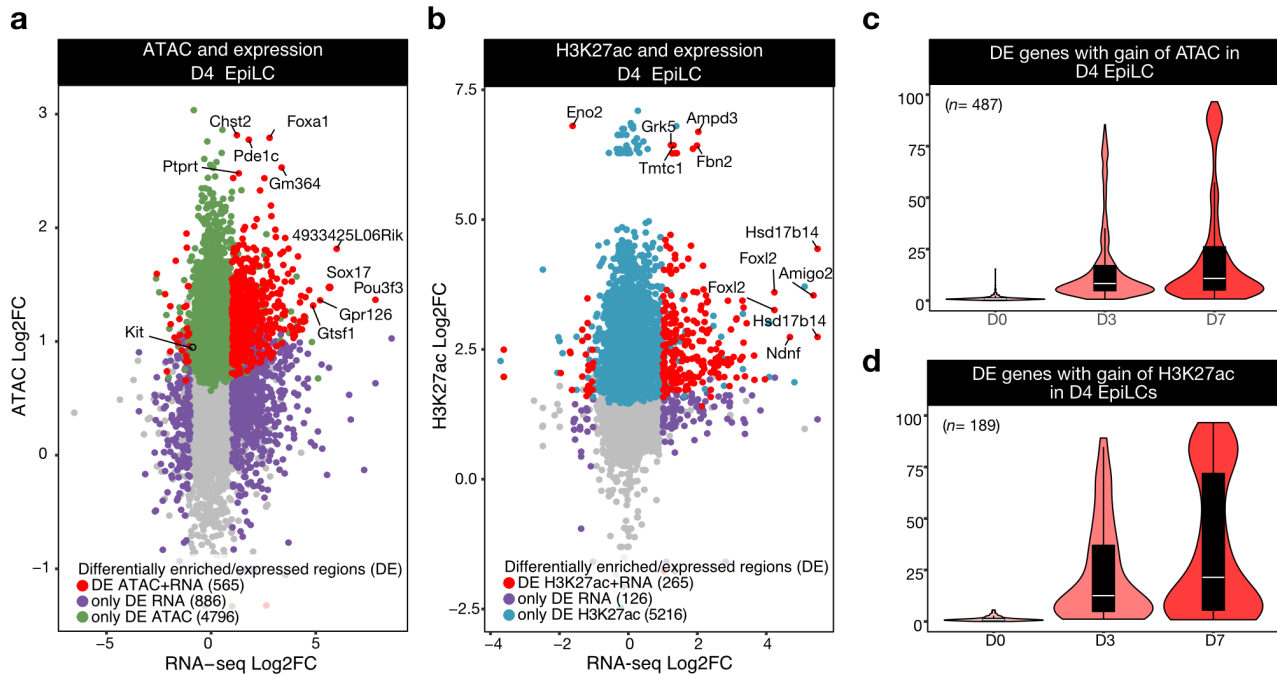 a
ATAC and expression
D4 EpiLC
ATAC Log2FC
3
2
1
0
−1
Chst2
Foxa1
Pde1c
Ptprt
Gm364
4933425L06Rik
Sox17
Pou3f3
Kit
Gpr126
Gtsf1
Differentially enriched/expressed regions (DE)
DE ATAC+RNA (565)
only DE RNA (886)
only DE ATAC (4796)
−5
0
5
RNA−seq Log2FC
b
H3K27ac and expression
D4 EpiLC
H3K27ac Log2FC
7.5
5.0
2.5
0.0
−2.5
Eno2
Grk5
Ampd3
Tmtc1
Fbn2
Hsd17b14
Foxl2
Amigo2
Foxl2
Hsd17b14
Ndnf
Differentially enriched/expressed regions (DE)
DE H3K27ac+RNA (265)
only DE RNA (126)
only DE H3K27ac (5216)
−4
−2
0
2
4
RNA-seq Log2FC
c
DE genes with gain of ATAC in
D4 EpiLC
100
(n= 487)
75
50
25
0
D0
D3
D7
d
DE genes with gain of H3K27ac
in D4 EpiLCs
100
(n= 189)
75
50
25
0
D0
D3
D7